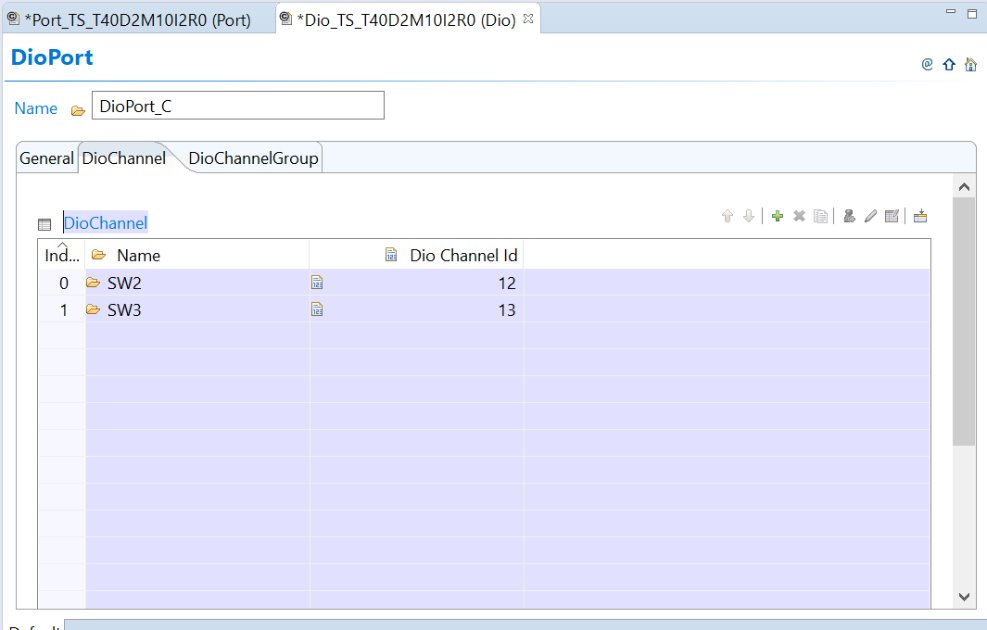 *Port_TS_T40D2M10I2R0 (Port) *Dio_TS_T40D2M10I2R0 (Dio)
DioPort
Name DioPort_C
General DioChannel DioChannelGroup
DioChannel
Ind... Name Dio Channel Id
0 SW2 12
1 SW3 13